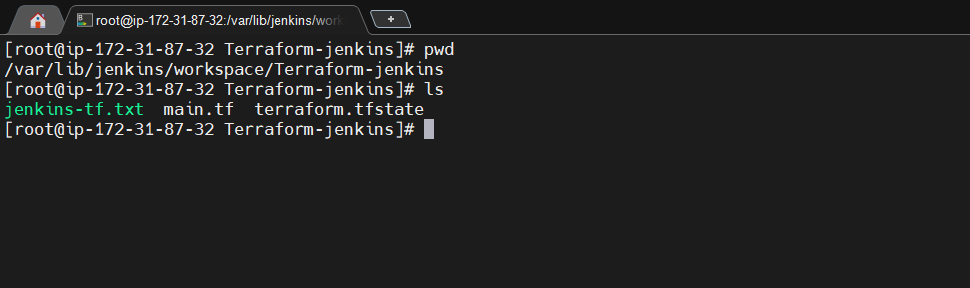 root@ip-172-31-87-32:/var/lib/jenkins/work
+
[root@ip-172-31-87-32 Terraform-jenkins]# pwd
/var/lib/jenkins/workspace/Terraform-jenkins
[root@ip-172-31-87-32 Terraform-jenkins]# ls
jenkins-tf.txt  main.tf  terraform.tfstate
[root@ip-172-31-87-32 Terraform-jenkins]#